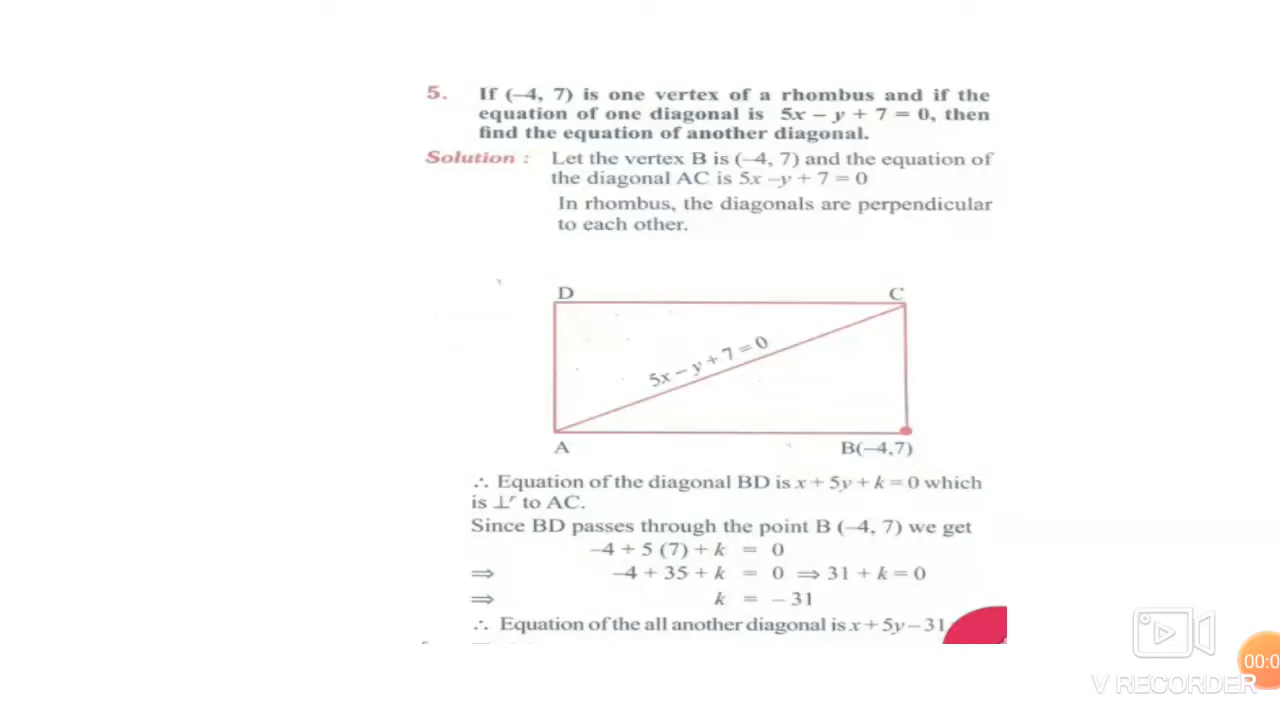 5. If (–4, 7) is one vertex of a rhombus and if the
equation of one diagonal is 5x – y + 7 = 0, then
find the equation of another diagonal.
Solution : Let the vertex B is (–4, 7) and the equation of
the diagonal AC is 5x –y + 7 = 0
In rhombus, the diagonals are perpendicular
to each other.
D C
5x – y + 7 = 0
A B(–4,7)
∴ Equation of the diagonal BD is x + 5y + k = 0 which
is ⊥ʳ to AC.
Since BD passes through the point B (–4, 7) we get
–4 + 5 (7) + k = 0
⇒ –4 + 35 + k = 0 ⇒ 31 + k = 0
⇒ k = – 31
∴ Equation of the all another diagonal is x + 5y – 31
V RECORDER
00:0